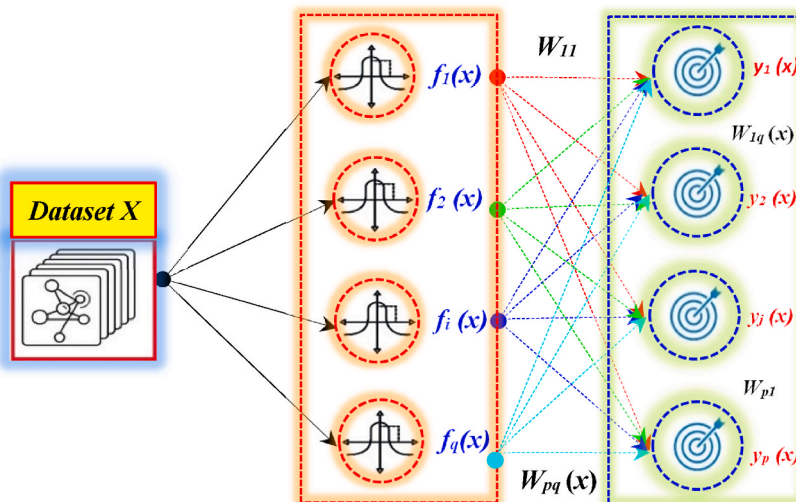 Dataset X
f1(x)
f2 (x)
fi (x)
fq(x)
W11
Wpq (x)
y1 (x)
W1q (x)
y2 (x)
yj (x)
Wp1
yp (x)